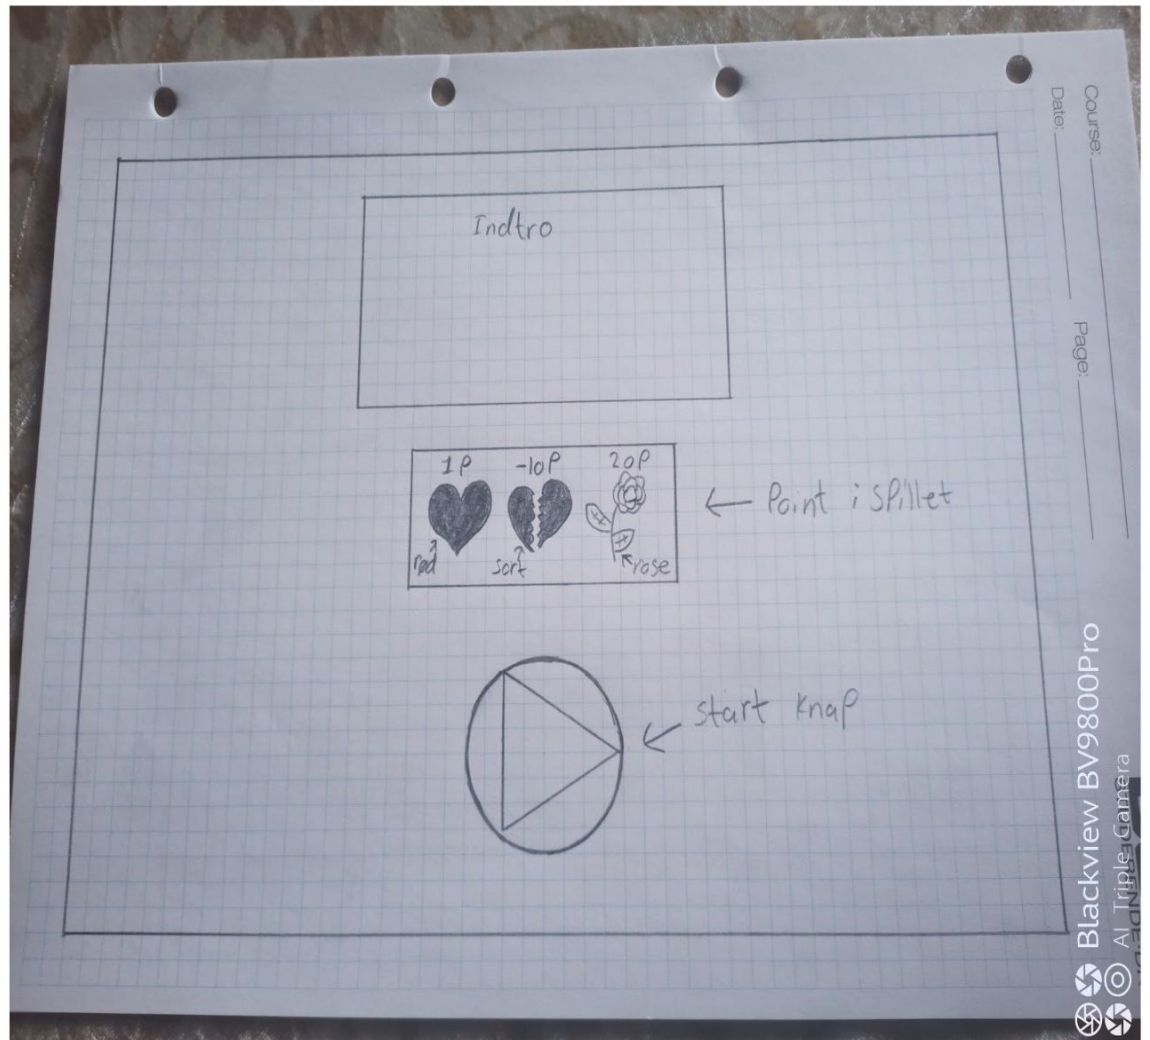 Course:
Date:
Page:
Indtro
1P -10P 20P
rød sort rose
Point i spillet
start knap
Blackview BV9800Pro
AI Triple Camera